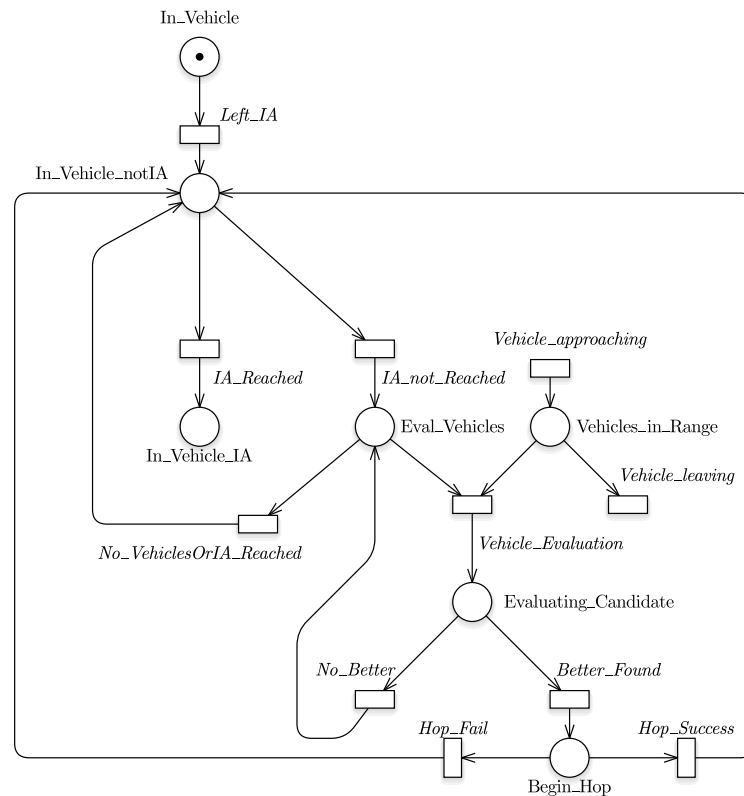 In_Vehicle
Left_IA
In_Vehicle_notIA
Vehicle_approaching
IA_Reached
IA_not_Reached
Eval_Vehicles
Vehicles_in_Range
In_Vehicle_IA
Vehicle_leaving
No_VehiclesOrIA_Reached
Vehicle_Evaluation
Evaluating_Candidate
No_Better
Better_Found
Hop_Fail
Hop_Success
Begin_Hop